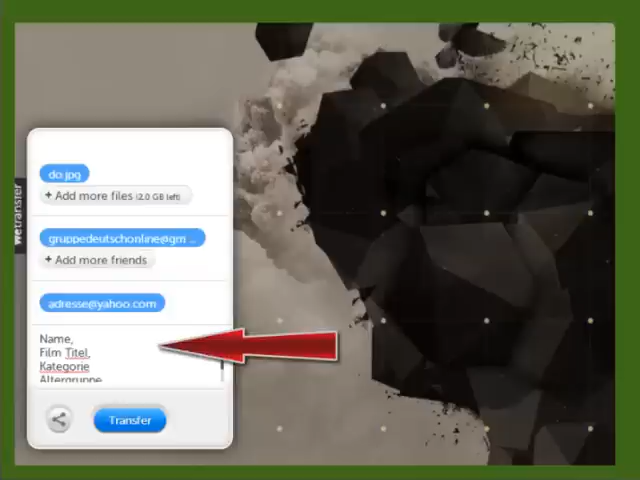 do.jpg
+ Add more files (2.0 GB left)
wetransfer
gruppedeutschonline@gm ...
+ Add more friends
adresse@yahoo.com
Name,
Film Titel,
Kategorie
Altergruppe
Transfer